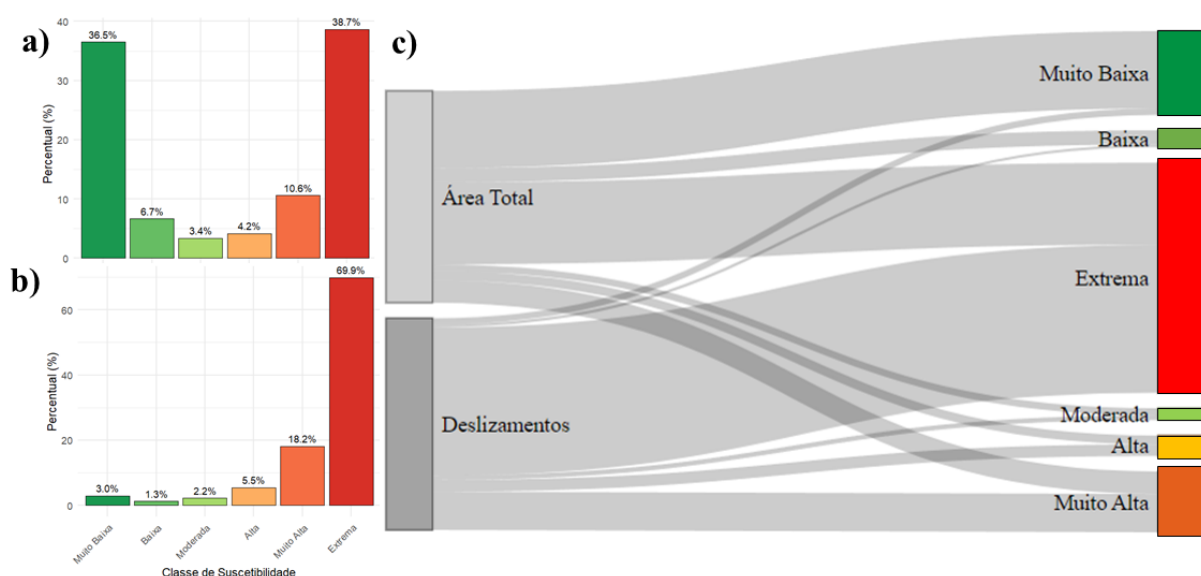 a)
Percentual (%)
40
30
20
10
0
36.5%
6.7%
3.4%
4.2%
10.6%
38.7%
b)
Percentual (%)
60
40
20
0
3.0%
1.3%
2.2%
5.5%
18.2%
69.9%
Muito Baixa
Baixa
Moderada
Alta
Muito Alta
Extrema
Classe de Suscetibilidade
c)
Área Total
Deslizamentos
Muito Baixa
Baixa
Extrema
Moderada
Alta
Muito Alta